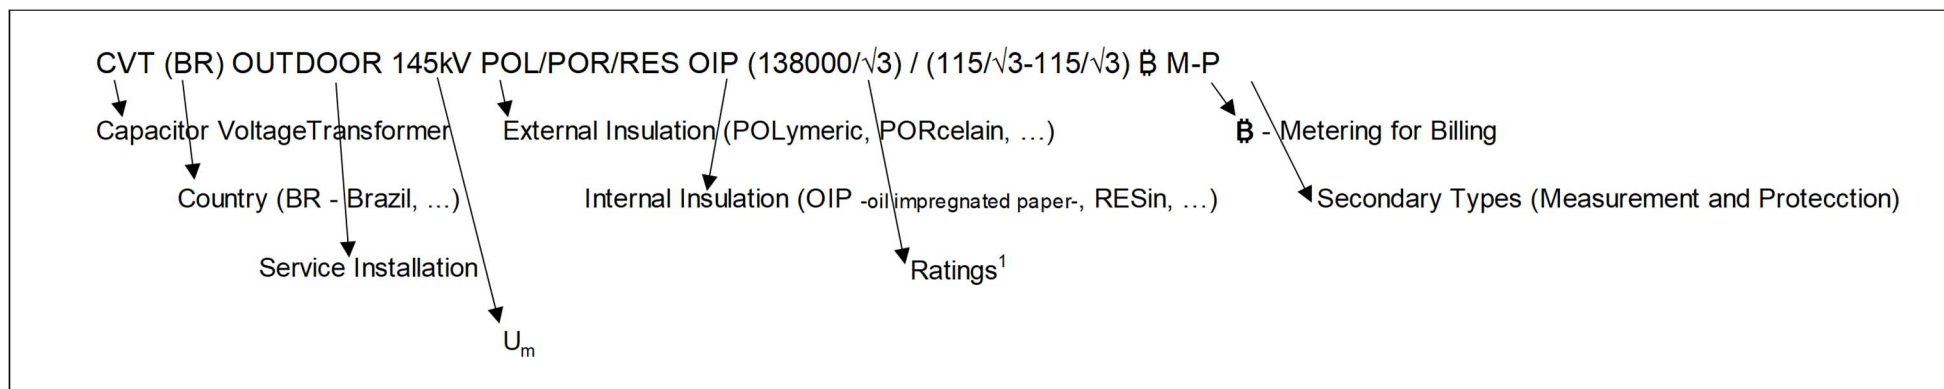 CVT (BR) OUTDOOR 145kV POL/POR/RES OIP (138000/√3) / (115/√3-115/√3) ₿ M-P
Capacitor VoltageTransformer External Insulation (POLymeric, PORcelain, …) ₿ - Metering for Billing
Country (BR - Brazil, …) Internal Insulation (OIP -oil impregnated paper-, RESin, …) Secondary Types (Measurement and Protecction)
Service Installation Ratings¹
Uₘ